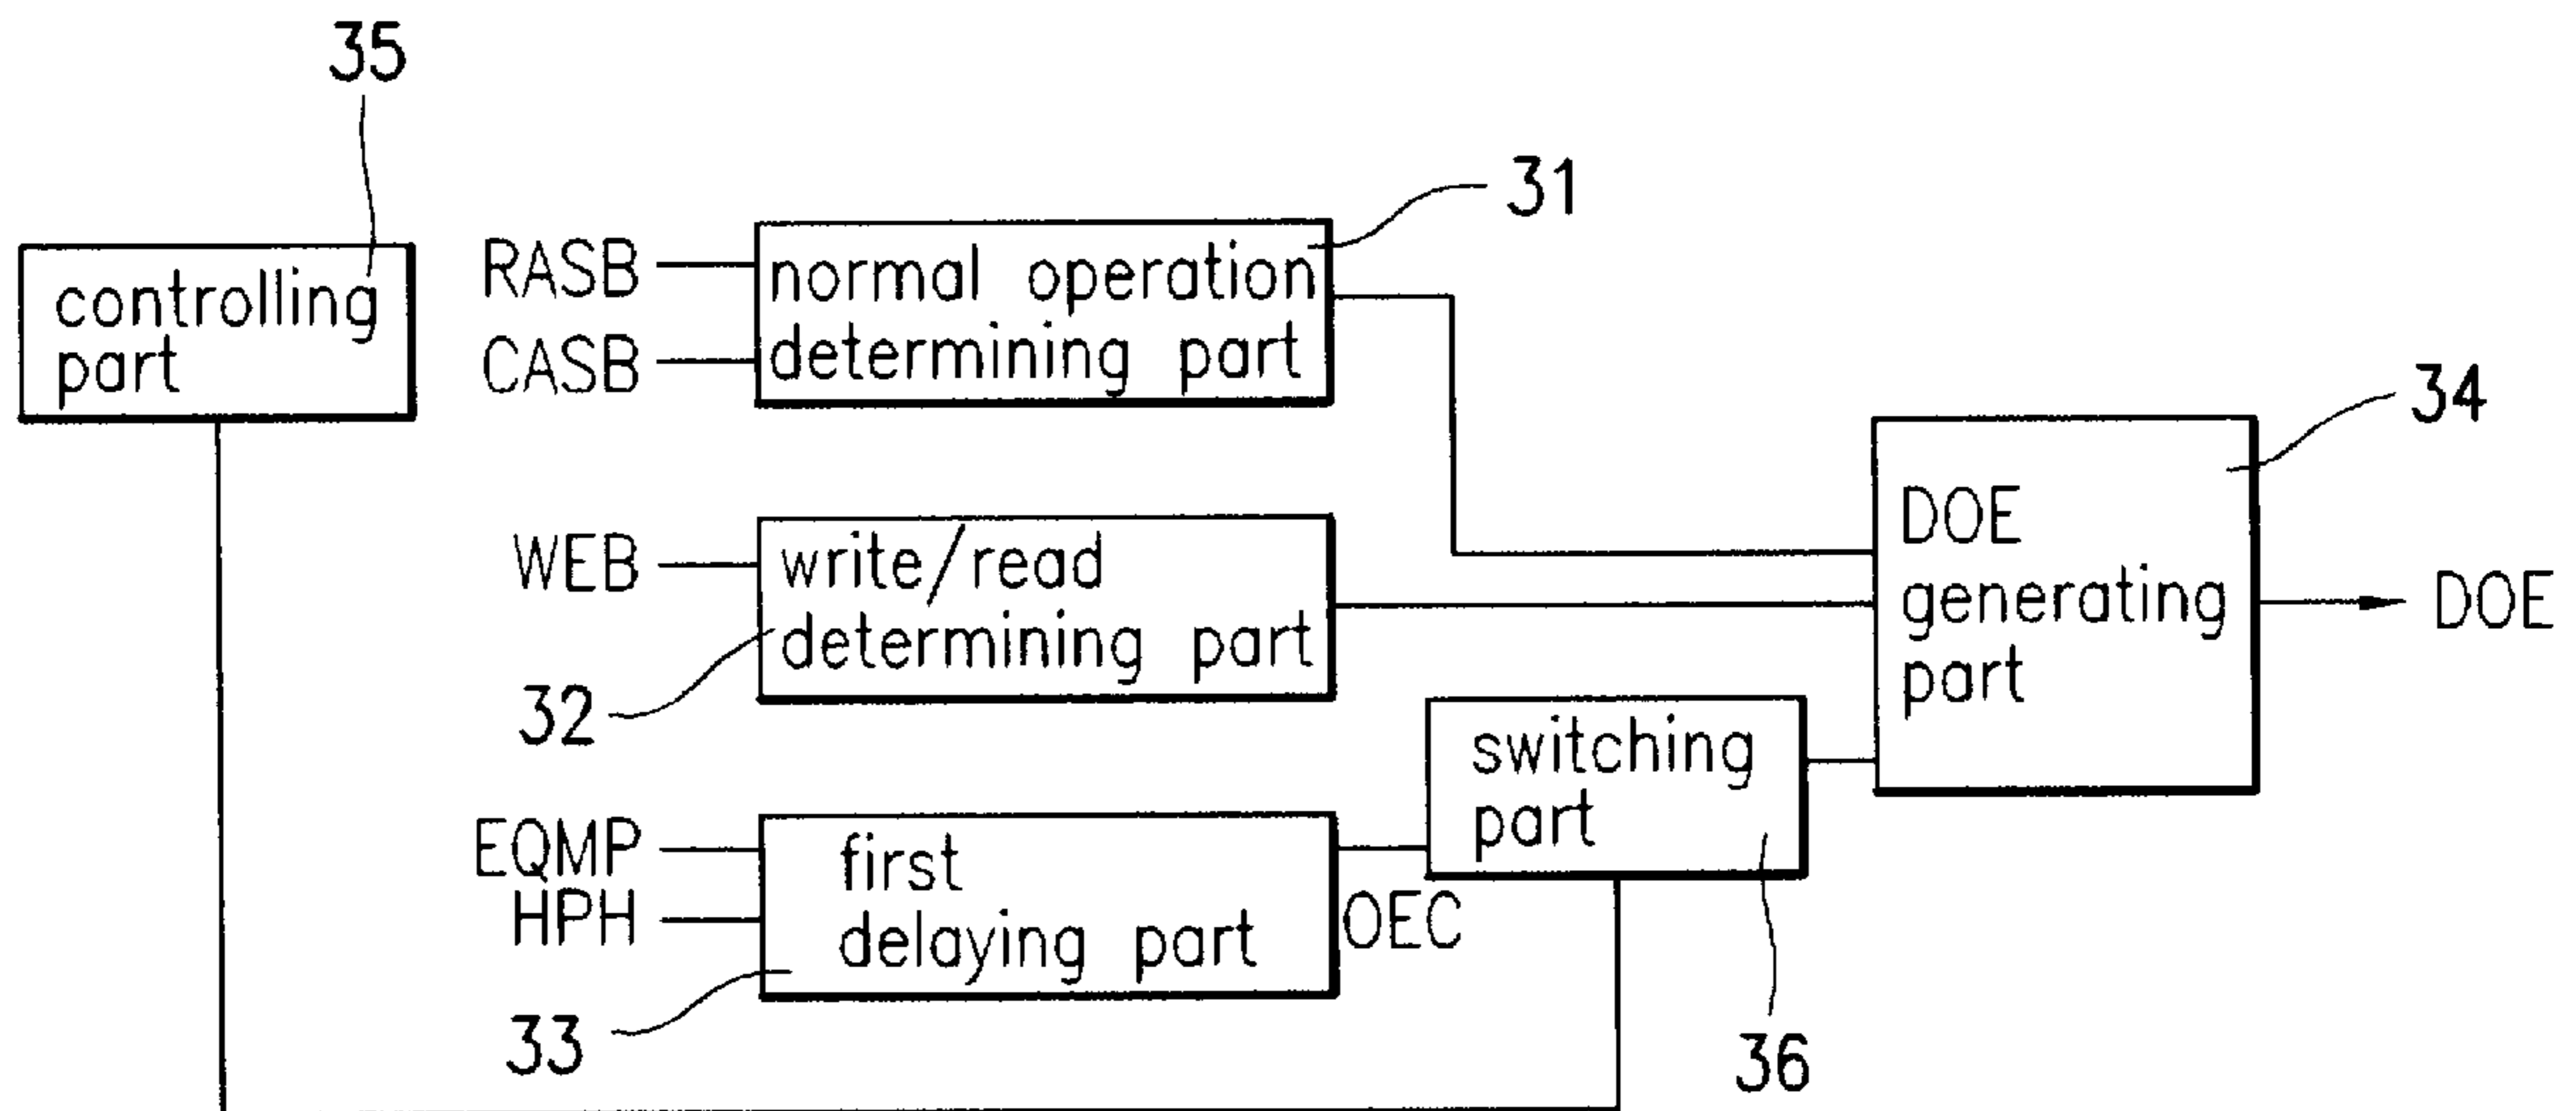 35
controlling
part
RASB
CASB
normal operation
determining part
31
WEB
write/read
determining part
32
EQMP
HPH
first
delaying part
OEC
33
switching
part
36
DOE
generating
part
34
DOE